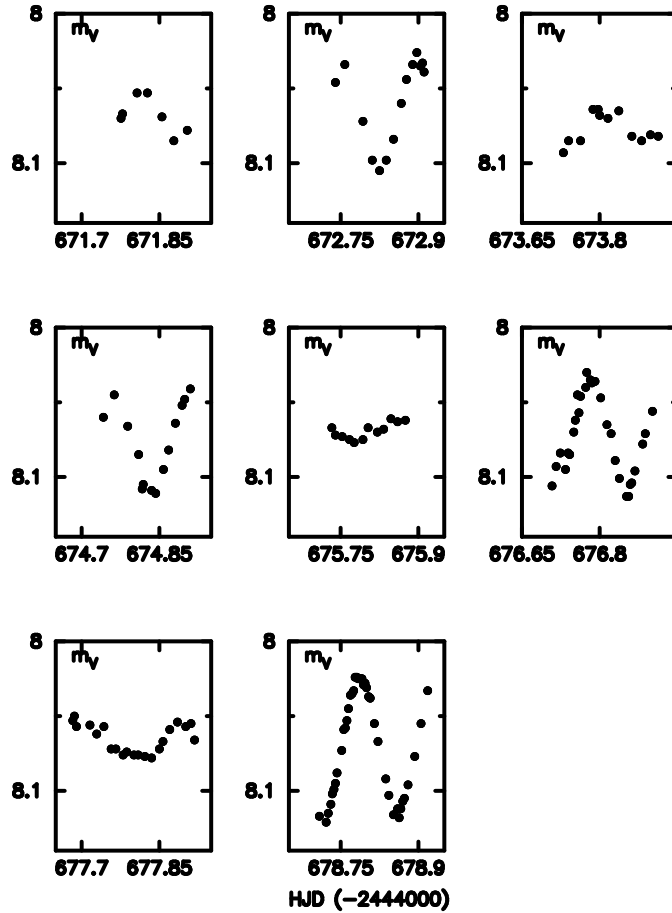 8 m_V 8 m_V 8 m_V
8.1 8.1 8.1
671.7 671.85 672.75 672.9 673.65 673.8
8 m_V 8 m_V 8 m_V
8.1 8.1 8.1
674.7 674.85 675.75 675.9 676.65 676.8
8 m_V 8 m_V
8.1 8.1
677.7 677.85 678.75 678.9
HJD (−2444000)